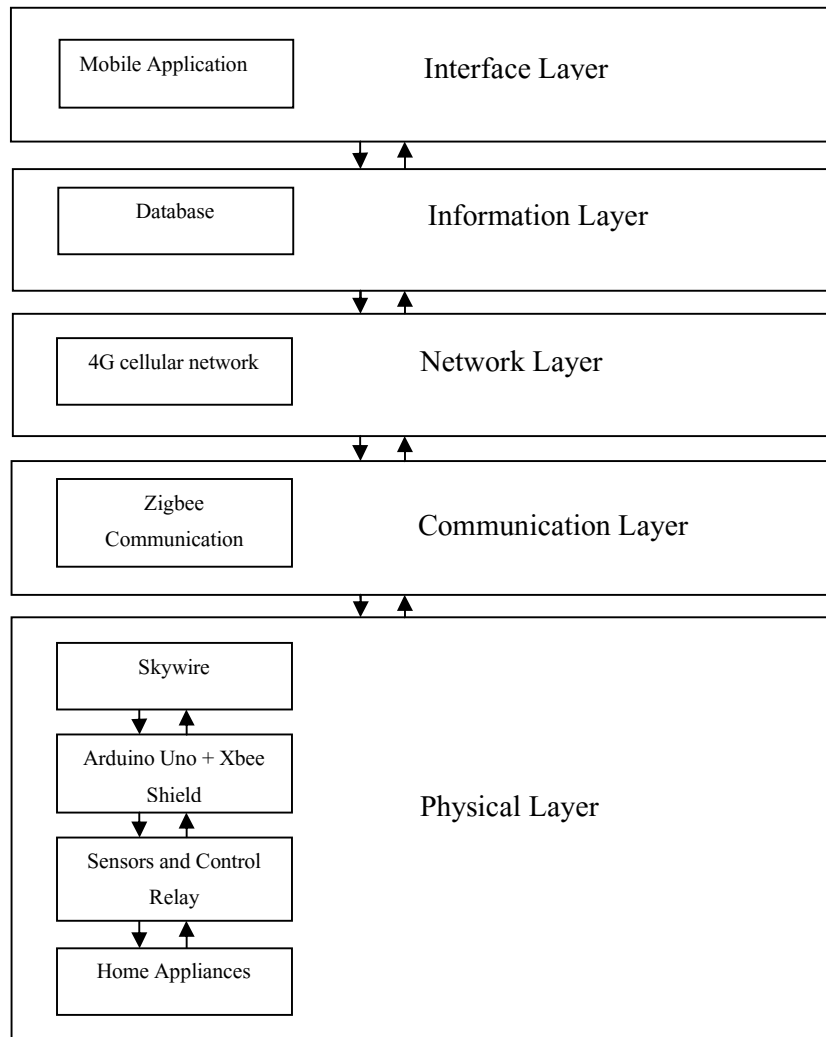 Mobile Application
Interface Layer
Database
Information Layer
4G cellular network
Network Layer
Zigbee
Communication
Communication Layer
Skywire
Arduino Uno + Xbee
Shield
Physical Layer
Sensors and Control
Relay
Home Appliances